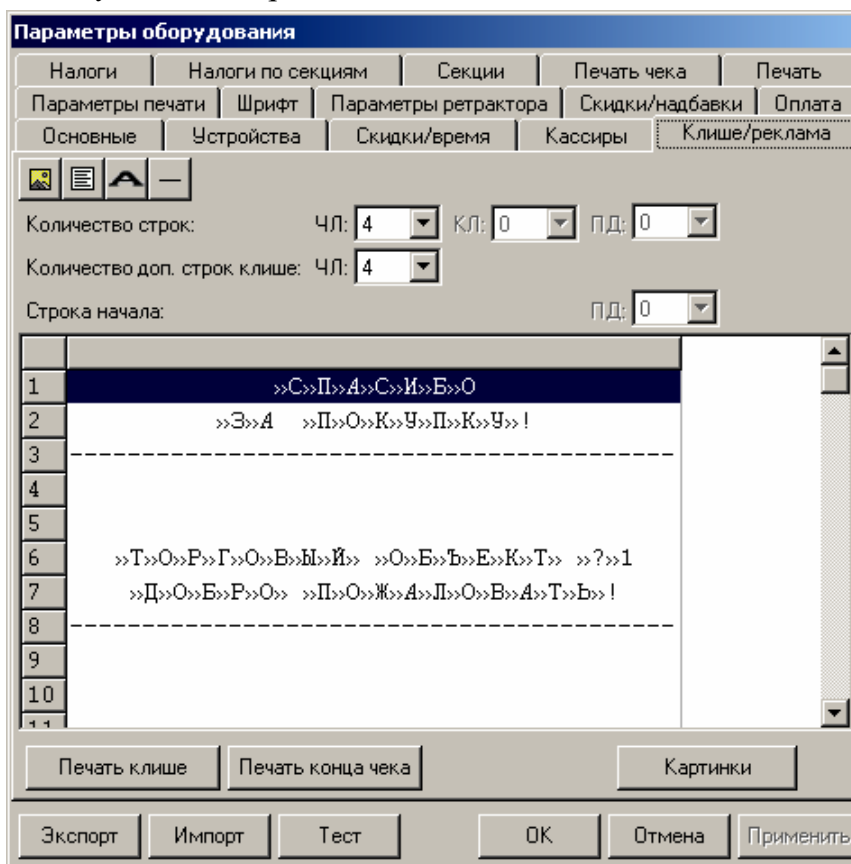 Параметры оборудования
Налоги Налоги по секциям Секции Печать чека Печать
Параметры печати Шрифт Параметры ретрактора Скидки/надбавки Оплата
Основные Устройства Скидки/время Кассиры Клише/реклама
Количество строк: ЧЛ: 4 КЛ: 0 ПД: 0
Количество доп. строк клише: ЧЛ: 4
Строка начала: ПД: 0
1 »С»П»А»С»И»Б»О
2 »З»А »П»О»К»У»П»К»У»!
3 ------------------------------------------
4
5
6 »Т»О»Р»Г»О»В»Ы»Й» »О»Б»Ъ»Е»К»Т» »?»1
7 »Д»О»Б»Р»О» »П»О»Ж»А»Л»О»В»А»Т»Ь»!
8 ------------------------------------------
9
10
11
Печать клише Печать конца чека Картинки
Экспорт Импорт Тест OK Отмена Применить